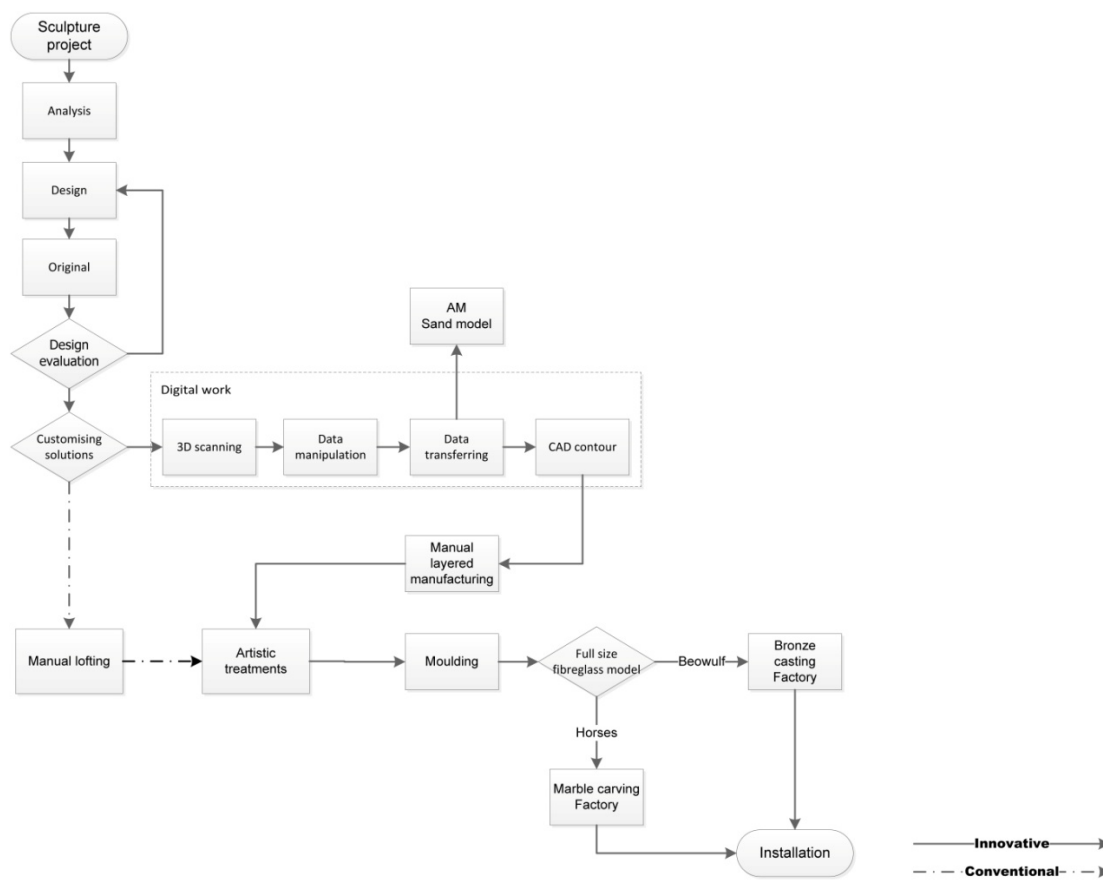 Sculpture
project
Analysis
Design
Original
Design
evaluation
AM
Sand model
Digital work
Customising
solutions
3D scanning
Data
manipulation
Data
transferring
CAD contour
Manual
layered
manufacturing
Manual lofting
Artistic
treatments
Moulding
Full size
fibreglass model
Beowulf
Bronze
casting
Factory
Horses
Marble carving
Factory
Installation
Innovative
Conventional